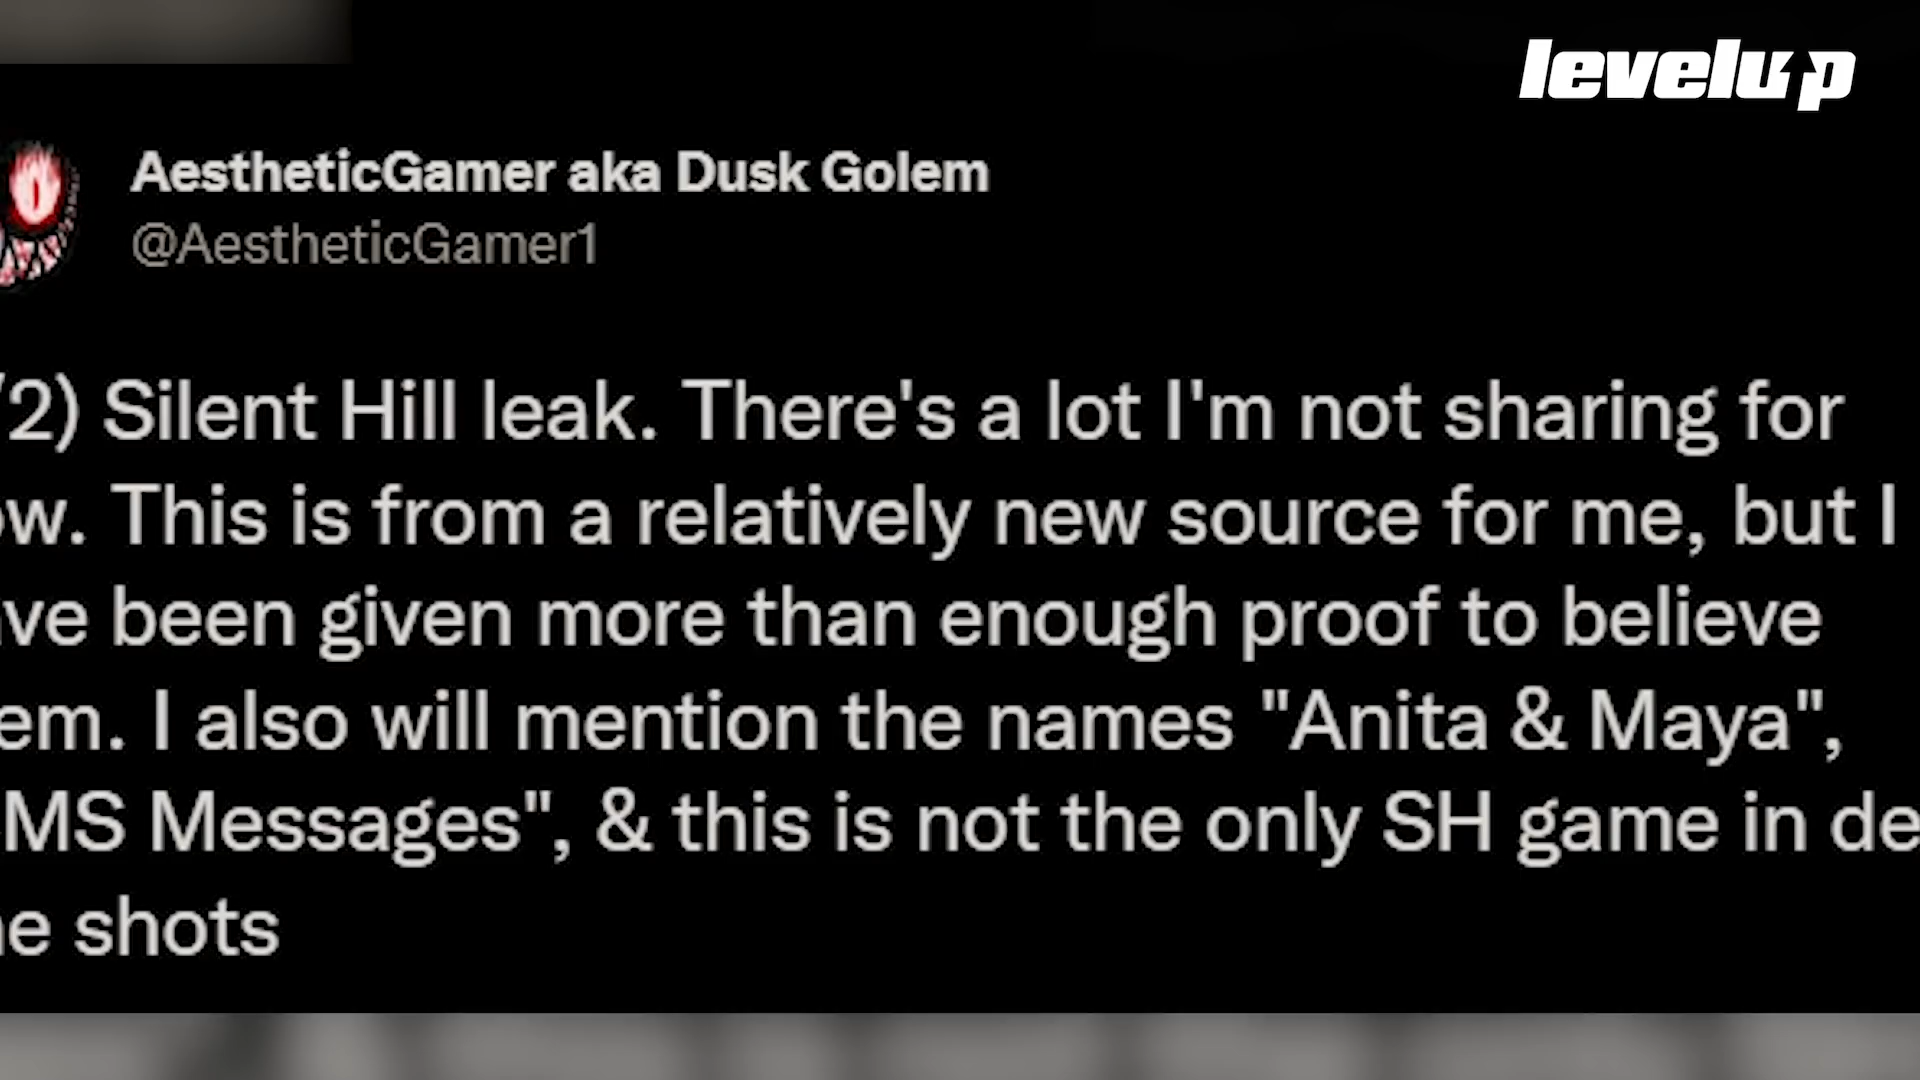 levelup
AestheticGamer aka Dusk Golem
@AestheticGamer1
/2) Silent Hill leak. There's a lot I'm not sharing for
ow. This is from a relatively new source for me, but I
ve been given more than enough proof to believe
em. I also will mention the names "Anita & Maya",
MS Messages", & this is not the only SH game in de
e shots